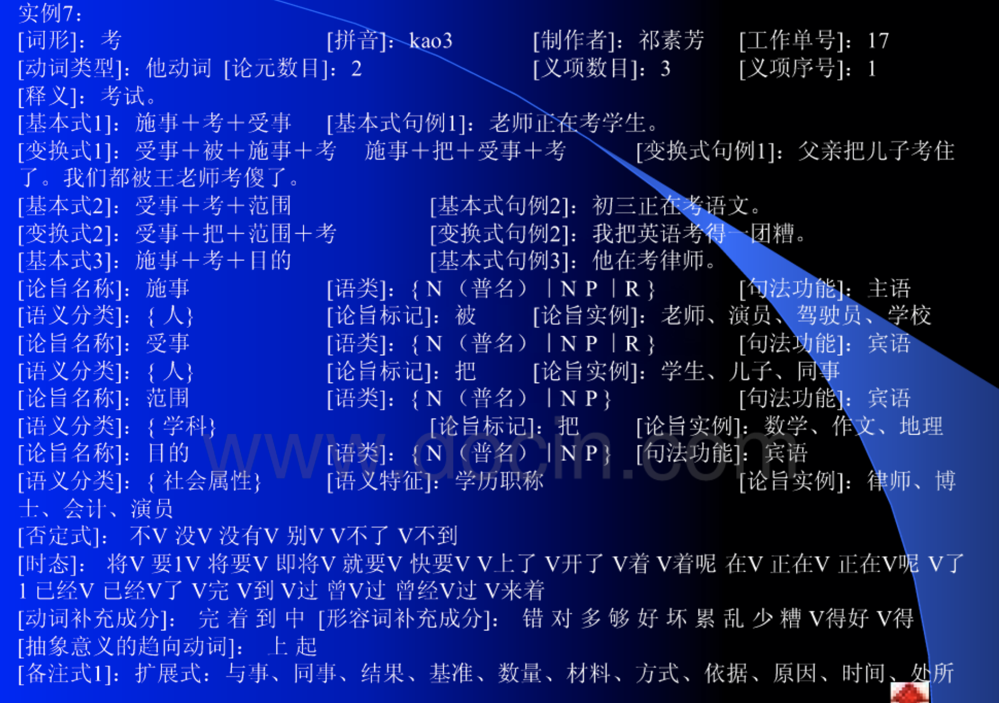 实例7：
[词形]：考 [拼音]：kao3 [制作者]：祁素芳 [工作单号]：17
[动词类型]：他动词 [论元数目]：2 [义项数目]：3 [义项序号]：1
[释义]：考试。
[基本式1]：施事＋考＋受事 [基本式句例1]：老师正在考学生。
[变换式1]：受事＋被＋施事＋考 施事＋把＋受事＋考 [变换式句例1]：父亲把儿子考住
了。我们都被王老师考傻了。
[基本式2]：受事＋考＋范围 [基本式句例2]：初三正在考语文。
[变换式2]：受事＋把＋范围＋考 [变换式句例2]：我把英语考得一团糟。
[基本式3]：施事＋考＋目的 [基本式句例3]：他在考律师。
[论旨名称]：施事 [语类]：{ N （普名）｜N P｜R } [句法功能]：主语
[语义分类]：{ 人} [论旨标记]：被 [论旨实例]：老师、演员、驾驶员、学校
[论旨名称]：受事 [语类]：{ N （普名）｜N P｜R } [句法功能]：宾语
[语义分类]：{ 人} [论旨标记]：把 [论旨实例]：学生、儿子、同事
[论旨名称]：范围 [语类]：{ N （普名）｜N P} [句法功能]：宾语
[语义分类]：{ 学科} [论旨标记]：把 [论旨实例]：数学、作文、地理
[论旨名称]：目的 [语类]：{ N （普名）｜N P} [句法功能]：宾语
[语义分类]：{ 社会属性} [语义特征]：学历职称 [论旨实例]：律师、博
士、会计、演员
[否定式]： 不V 没V 没有V 别V V不了 V不到
[时态]： 将V 要1V 将要V 即将V 就要V 快要V V上了 V开了 V着 V着呢 在V 正在V 正在V呢 V了
1 已经V 已经V了 V完 V到 V过 曾V过 曾经V过 V来着
[动词补充成分]： 完 着 到 中 [形容词补充成分]： 错 对 多 够 好 坏 累 乱 少 糟 V得好 V得
[抽象意义的趋向动词]： 上 起
[备注式1]：扩展式：与事、同事、结果、基准、数量、材料、方式、依据、原因、时间、处所
www.docin.com